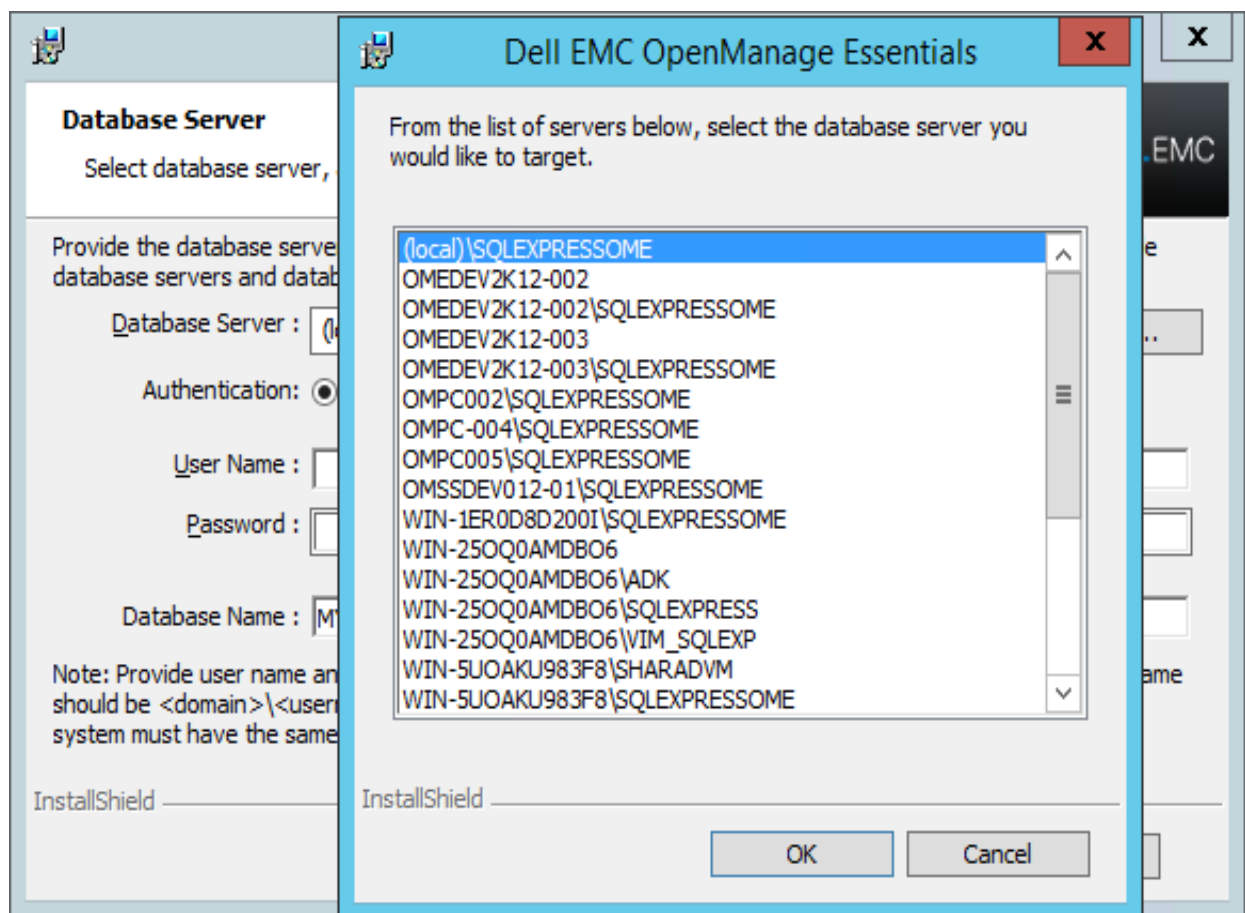 x
Dell EMC OpenManage Essentials
x
Database Server
Select database server,
EMC
From the list of servers below, select the database server you
would like to target.
Provide the database serve
e
database servers and datab
Database Server :
..
Authentication:
User Name :
Password :
Database Name :
Note: Provide user name an
ame
should be <domain>\<usern
system must have the same
(local)\SQLEXPRESSOME
OMEDEV2K12-002
OMEDEV2K12-002\SQLEXPRESSOME
OMEDEV2K12-003
OMEDEV2K12-003\SQLEXPRESSOME
OMPC002\SQLEXPRESSOME
OMPC-004\SQLEXPRESSOME
OMPC005\SQLEXPRESSOME
OMSSDEV012-01\SQLEXPRESSOME
WIN-1ER0D8D200I\SQLEXPRESSOME
WIN-25OQ0AMDBO6
WIN-25OQ0AMDBO6\ADK
WIN-25OQ0AMDBO6\SQLEXPRESS
WIN-25OQ0AMDBO6\VIM_SQLEXP
WIN-5UOAKU983F8\SHARADVM
WIN-5UOAKU983F8\SQLEXPRESSOME
InstallShield
InstallShield
OK
Cancel